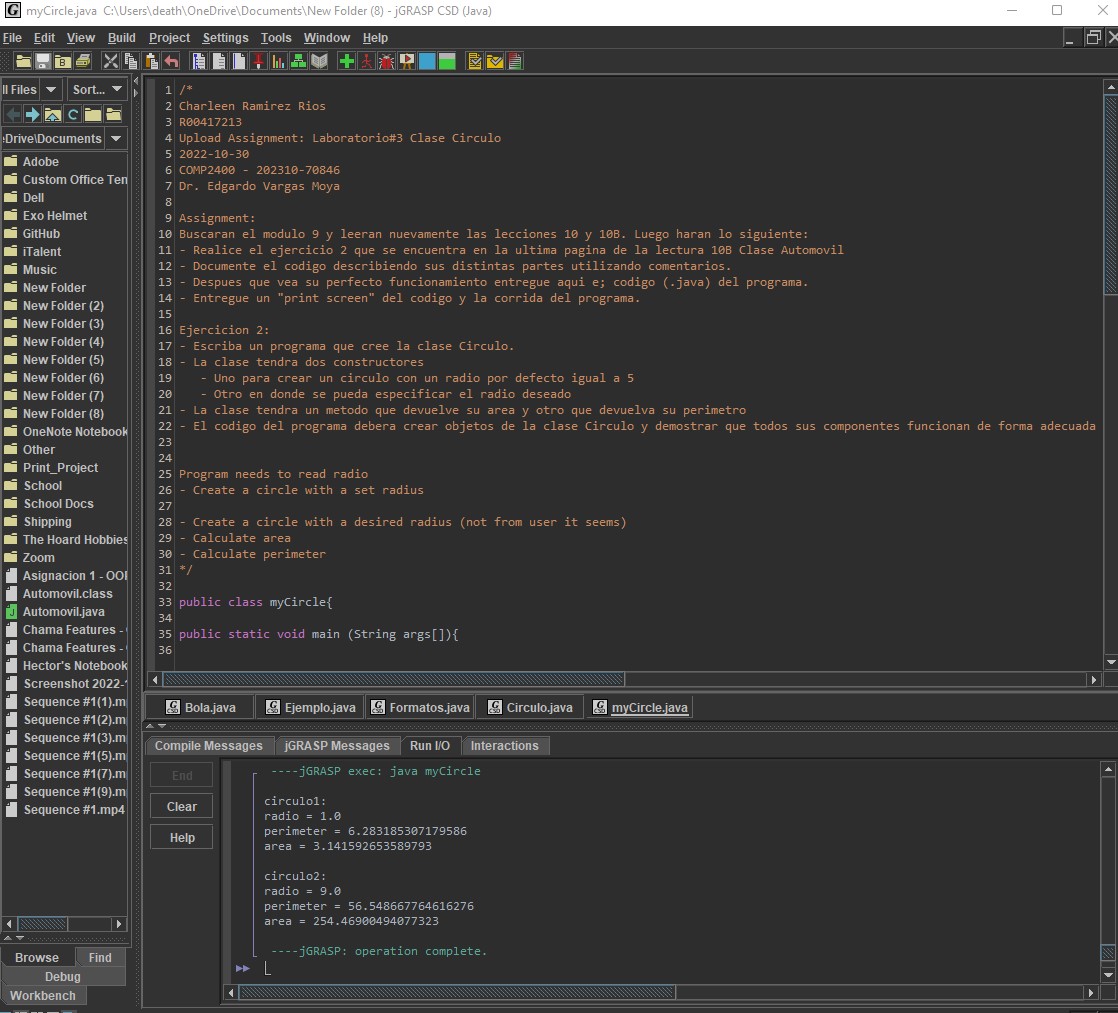 myCircle.java C:\Users\death\OneDrive\Documents\New Folder (8) - jGRASP CSD (Java)
File Edit View Build Project Settings Tools Window Help
ll Files Sort...
Drive\Documents
Adobe
Custom Office Ten
Dell
Exo Helmet
GitHub
iTalent
Music
New Folder
New Folder (2)
New Folder (3)
New Folder (4)
New Folder (5)
New Folder (6)
New Folder (7)
New Folder (8)
OneNote Notebook
Other
Print_Project
School
School Docs
Shipping
The Hoard Hobbies
Zoom
Asignacion 1 - OOI
Automovil.class
Automovil.java
Chama Features -
Chama Features -
Hector's Notebook
Screenshot 2022-
Sequence #1(1).m
Sequence #1(2).m
Sequence #1(3).m
Sequence #1(5).m
Sequence #1(7).m
Sequence #1(9).m
Sequence #1.mp4
Browse Find
Debug
Workbench
1 /*
2 Charleen Ramirez Rios
3 R00417213
4 Upload Assignment: Laboratorio#3 Clase Circulo
5 2022-10-30
6 COMP2400 - 202310-70846
7 Dr. Edgardo Vargas Moya
8
9 Assignment:
10 Buscaran el modulo 9 y leeran nuevamente las lecciones 10 y 10B. Luego haran lo siguiente:
11 - Realice el ejercicio 2 que se encuentra en la ultima pagina de la lectura 10B Clase Automovil
12 - Documente el codigo describiendo sus distintas partes utilizando comentarios.
13 - Despues que vea su perfecto funcionamiento entregue aqui e; codigo (.java) del programa.
14 - Entregue un "print screen" del codigo y la corrida del programa.
15
16 Ejercicion 2:
17 - Escriba un programa que cree la clase Circulo.
18 - La clase tendra dos constructores
19 - Uno para crear un circulo con un radio por defecto igual a 5
20 - Otro en donde se pueda especificar el radio deseado
21 - La clase tendra un metodo que devuelve su area y otro que devuelva su perimetro
22 - El codigo del programa debera crear objetos de la clase Circulo y demostrar que todos sus componentes funcionan de forma adecuada
23
24
25 Program needs to read radio
26 - Create a circle with a set radius
27
28 - Create a circle with a desired radius (not from user it seems)
29 - Calculate area
30 - Calculate perimeter
31 */
32
33 public class myCircle{
34
35 public static void main (String args[]){
36
Bola.java Ejemplo.java Formatos.java Circulo.java myCircle.java
Compile Messages jGRASP Messages Run I/O Interactions
End
Clear
Help
----jGRASP exec: java myCircle
circulo1:
radio = 1.0
perimeter = 6.283185307179586
area = 3.141592653589793
circulo2:
radio = 9.0
perimeter = 56.548667764616276
area = 254.46900494077323
----jGRASP: operation complete.